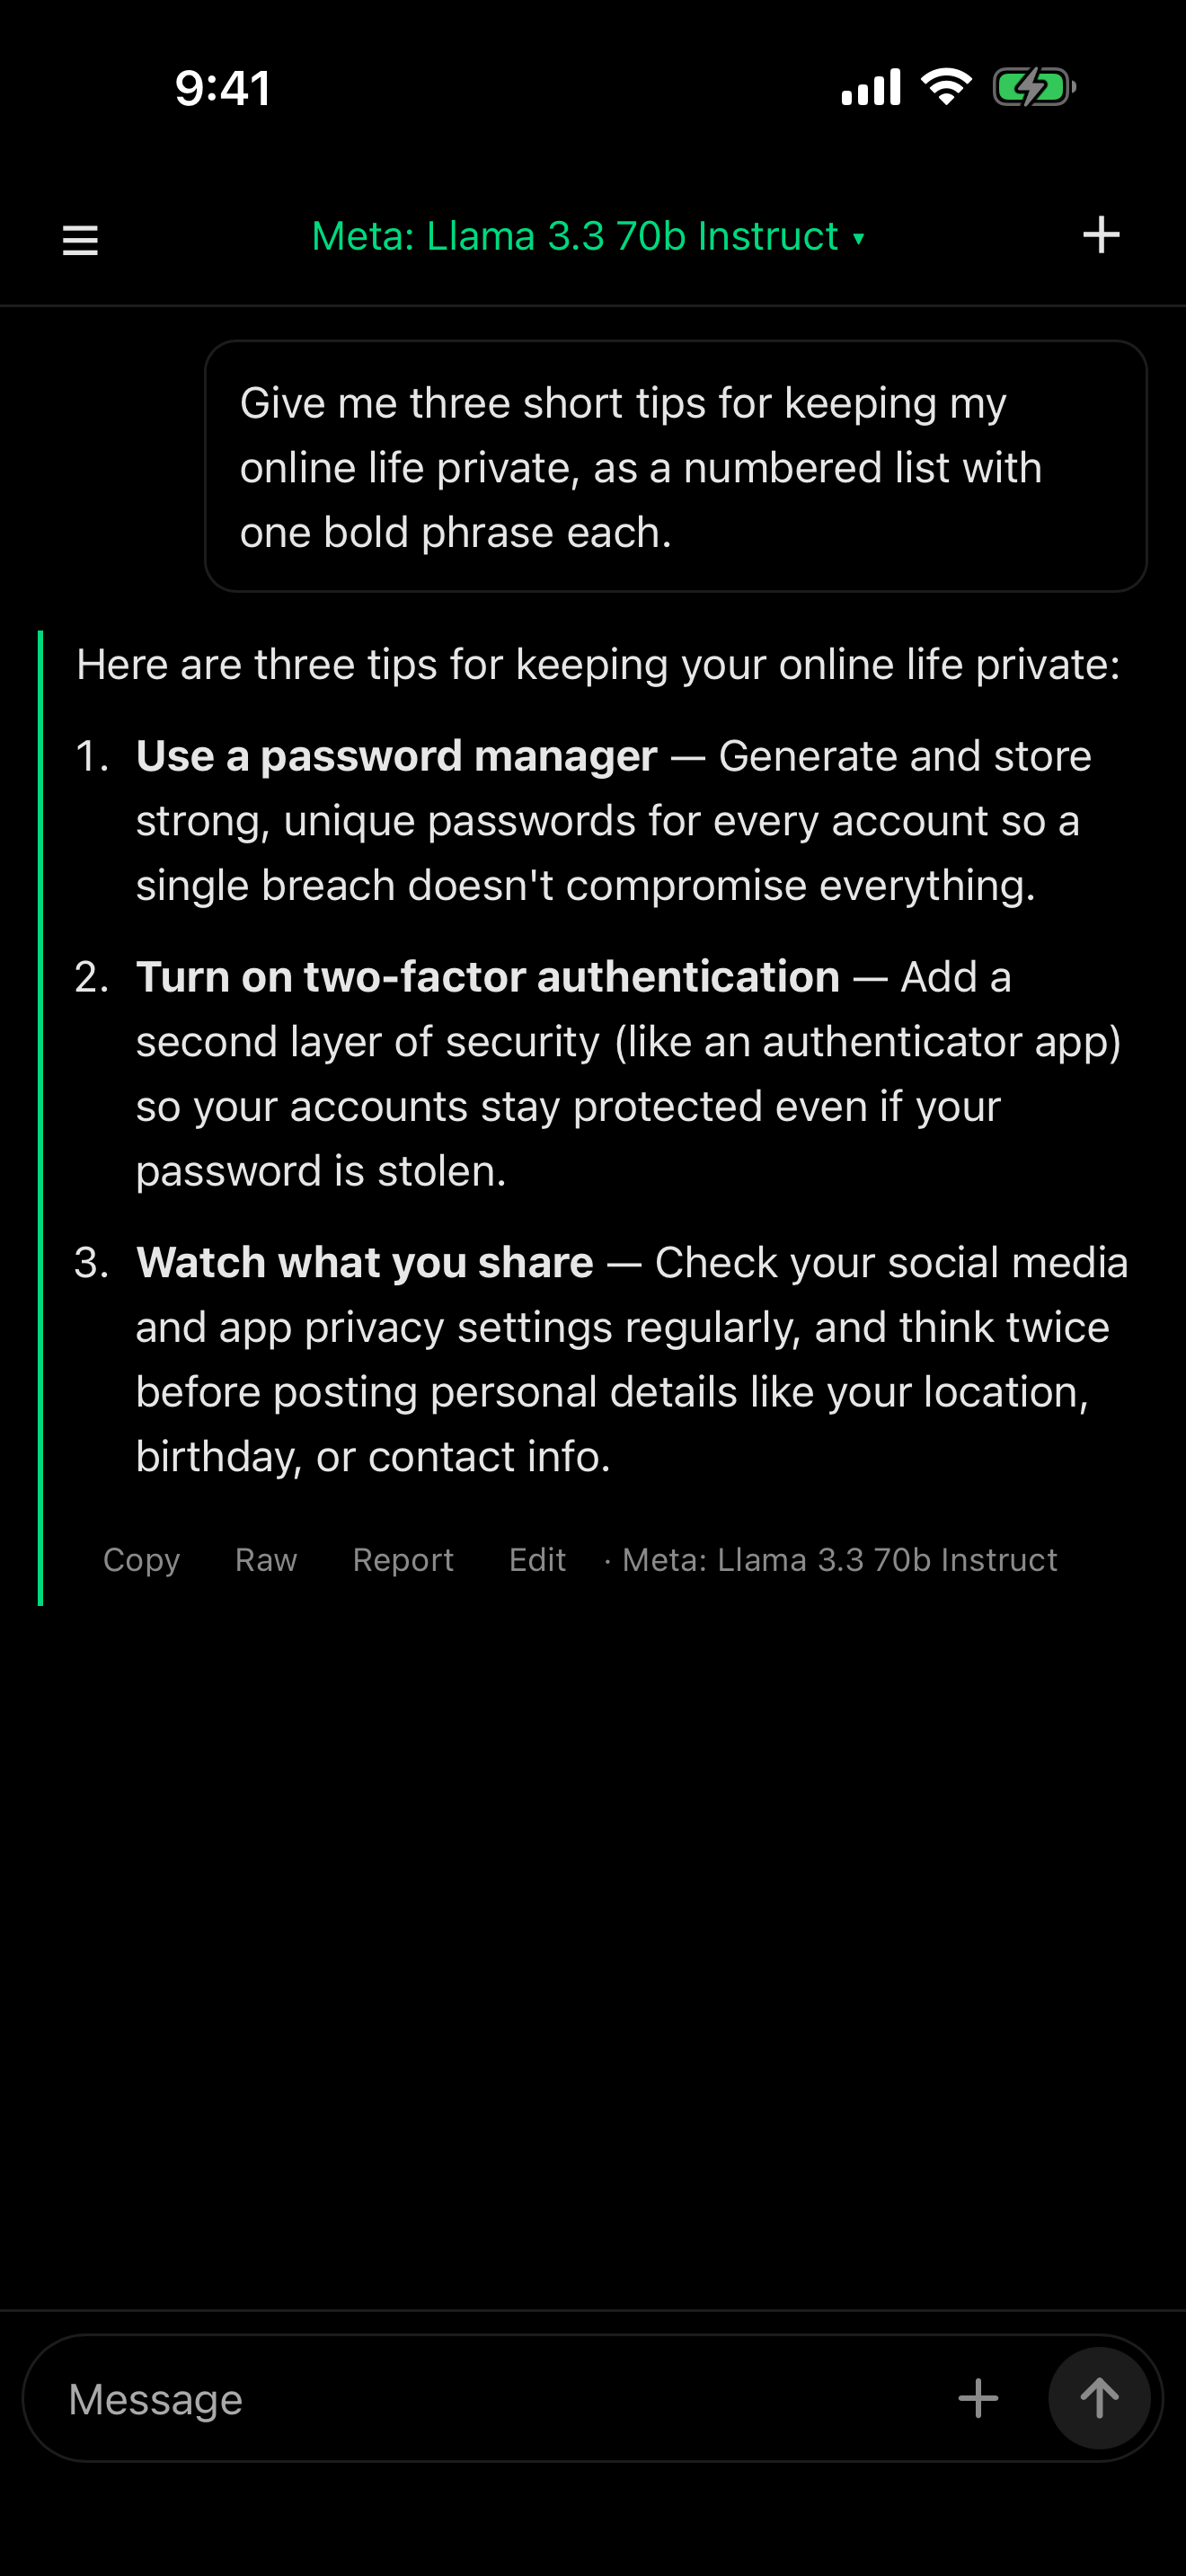 9:41
Meta: Llama 3.3 70b Instruct ▾
Give me three short tips for keeping my
online life private, as a numbered list with
one bold phrase each.
Here are three tips for keeping your online life private:
1. Use a password manager — Generate and store
strong, unique passwords for every account so a
single breach doesn't compromise everything.
2. Turn on two-factor authentication — Add a
second layer of security (like an authenticator app)
so your accounts stay protected even if your
password is stolen.
3. Watch what you share — Check your social media
and app privacy settings regularly, and think twice
before posting personal details like your location,
birthday, or contact info.
Copy Raw Report Edit · Meta: Llama 3.3 70b Instruct
Message